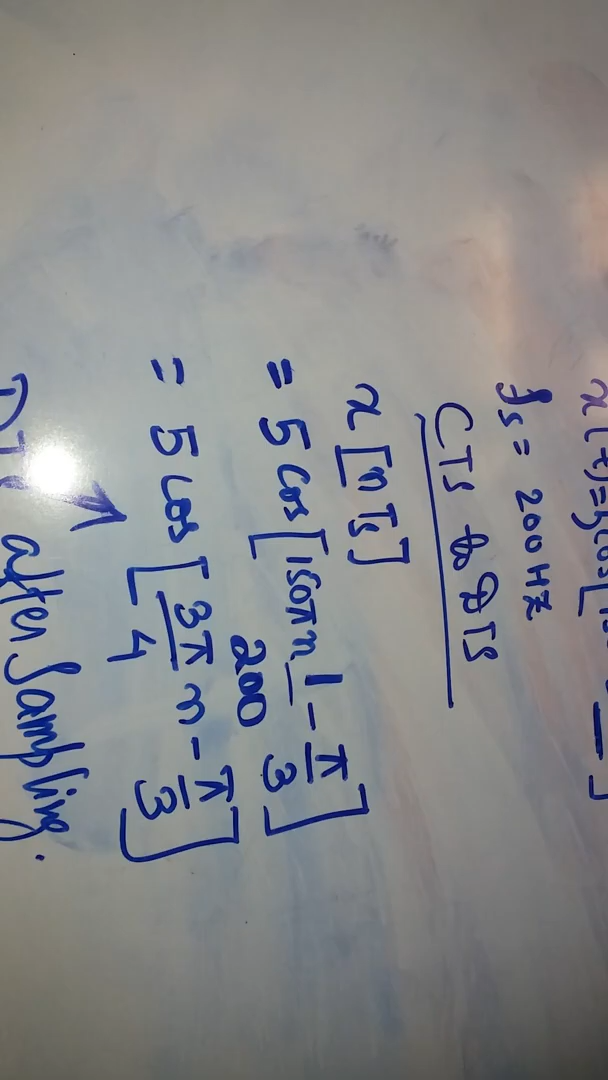 x(t)=5cos[
fs = 200 Hz
CTS to DTS
x[nTs]
= 5 cos[150πn 1/200 - π/3]
= 5 cos[3π/4 n - π/3]
↑
DTS after Sampling.